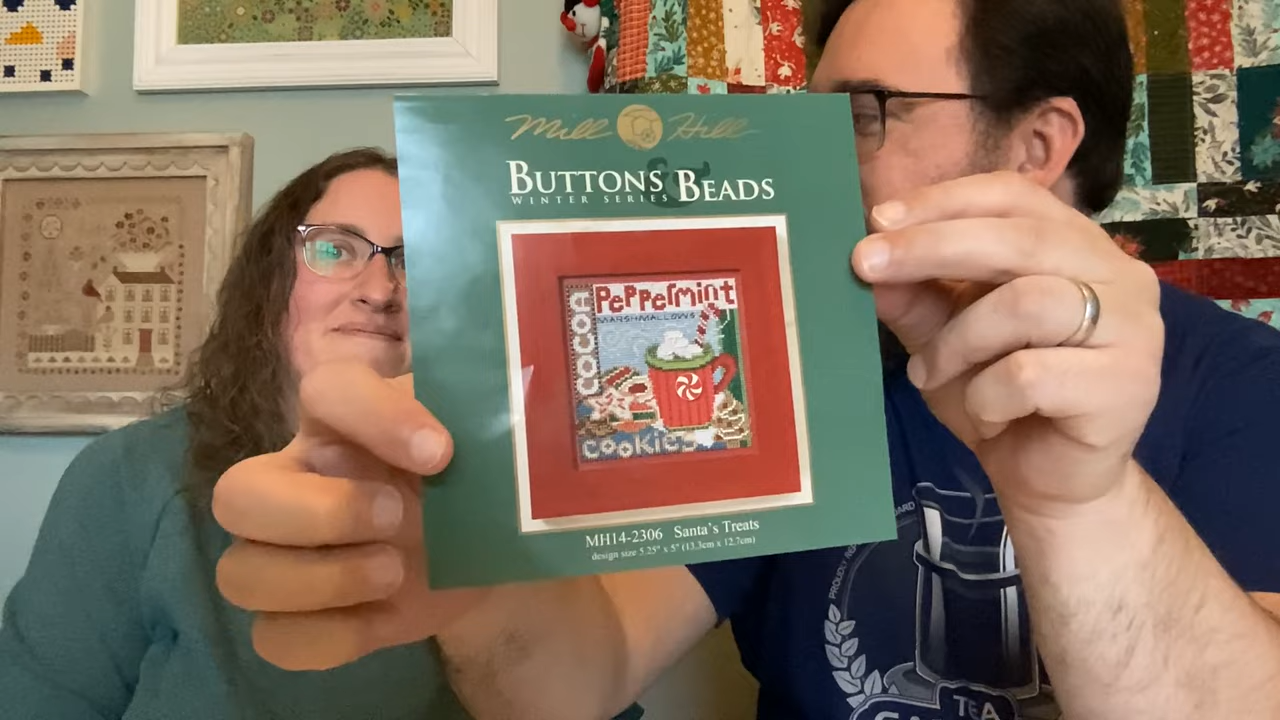 Mill Hill
BUTTONS & BEADS
WINTER SERIES
PePPeRmint
MARSHMALLOWS
COCOA
COOKIES
MH14-2306 Santa's Treats
design size 5.25" x 5" (13.3cm x 12.7cm)
PROUDLY
TEA